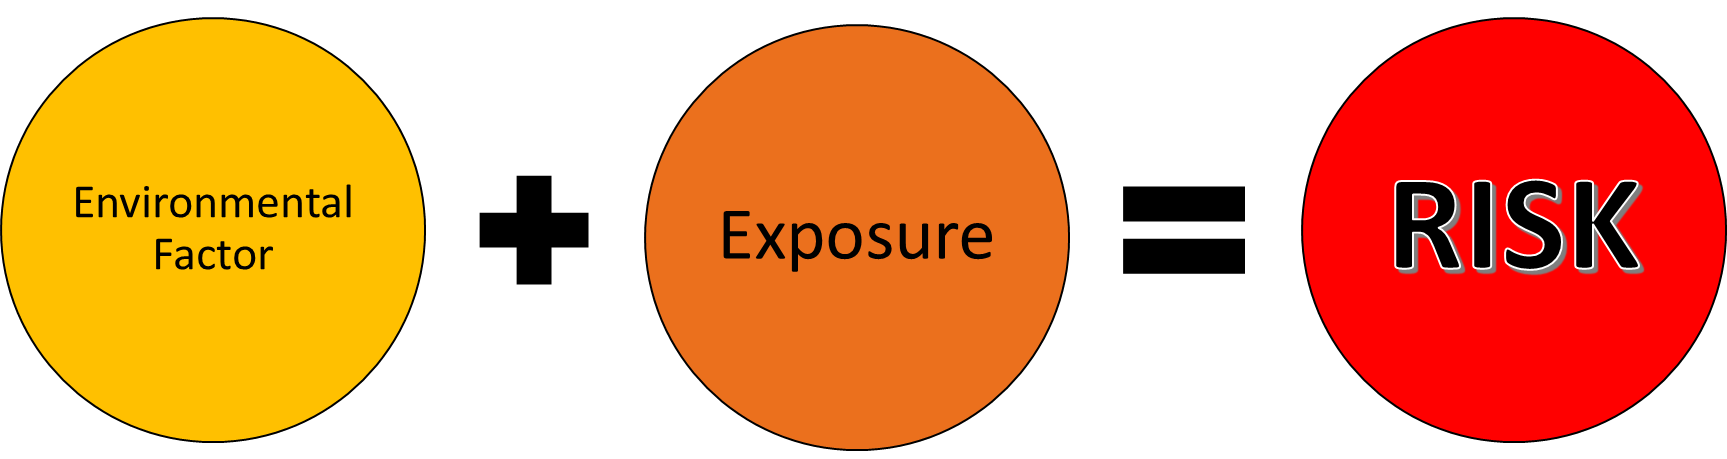 Environmental
Factor
+
Exposure
=
RISK